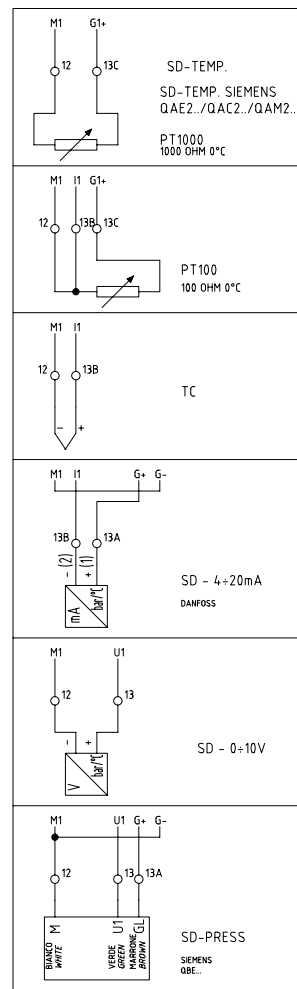 M1 G1+
12 13C
SD-TEMP.
SD-TEMP. SIEMENS
QAE2../QAC2../QAM2..
PT1000
1000 OHM 0°C
M1 I1 G1+
12 13B 13C
PT100
100 OHM 0°C
M1 I1
12 13B
- +
TC
M1 I1 G+ G-
13B 13A
- (2) + (1)
mA bar/°C
SD - 4÷20mA
DANFOSS
M1 U1
12 13
- +
V bar/°C
SD - 0÷10V
M1 U1 G+ G-
12 13 13A
M U1 GL
BIANCO VERDE MARRONE
WHITE GREEN BROWN
SD-PRESS
SIEMENS
QBE...